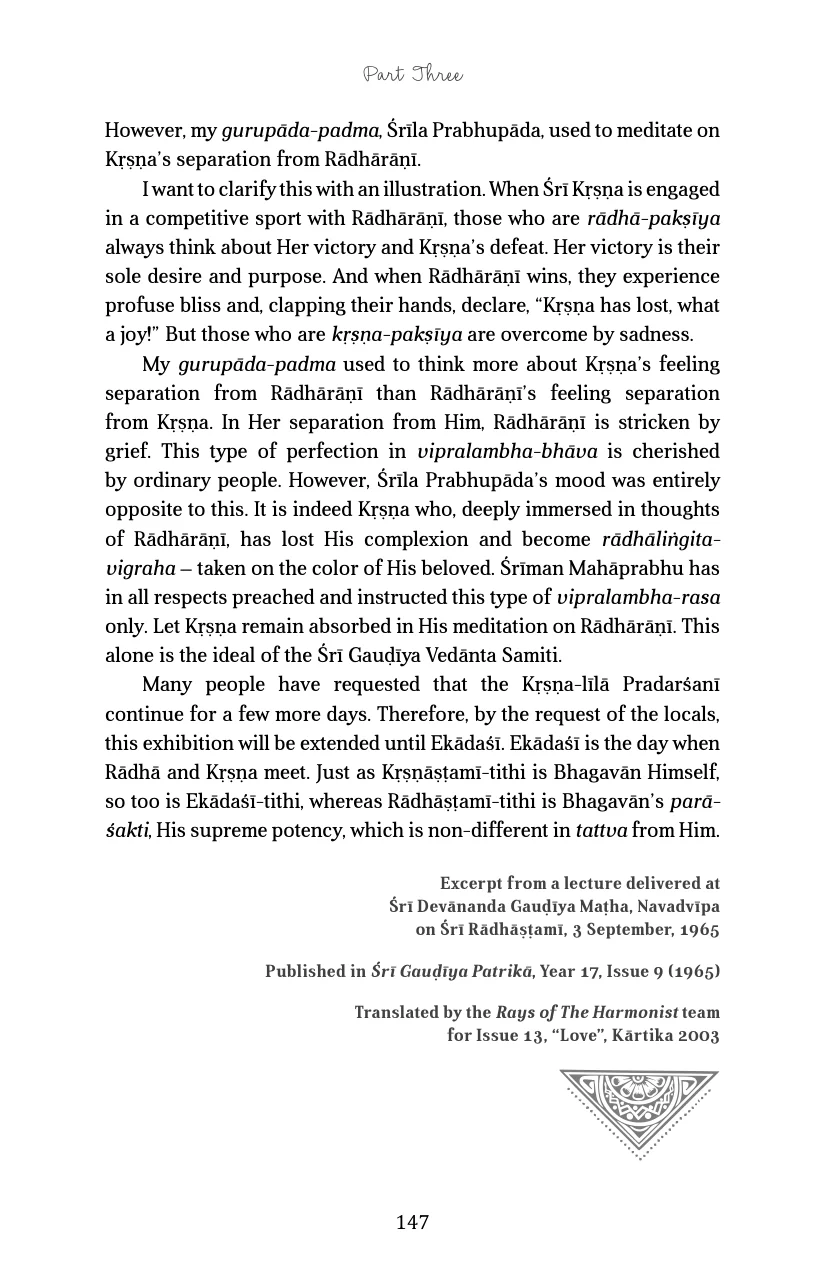 Part Three
However, my gurupāda-padma, Śrīla Prabhupāda, used to meditate on
Kṛṣṇa’s separation from Rādhārāṇī.
I want to clarify this with an illustration. When Śrī Kṛṣṇa is engaged
in a competitive sport with Rādhārāṇī, those who are rādhā-pakṣīya
always think about Her victory and Kṛṣṇa’s defeat. Her victory is their
sole desire and purpose. And when Rādhārāṇī wins, they experience
profuse bliss and, clapping their hands, declare, “Kṛṣṇa has lost, what
a joy!” But those who are kṛṣṇa-pakṣīya are overcome by sadness.
My gurupāda-padma used to think more about Kṛṣṇa’s feeling
separation from Rādhārāṇī than Rādhārāṇī’s feeling separation
from Kṛṣṇa. In Her separation from Him, Rādhārāṇī is stricken by
grief. This type of perfection in vipralambha-bhāva is cherished
by ordinary people. However, Śrīla Prabhupāda’s mood was entirely
opposite to this. It is indeed Kṛṣṇa who, deeply immersed in thoughts
of Rādhārāṇī, has lost His complexion and become rādhāliṅgita-
vigraha – taken on the color of His beloved. Śrīman Mahāprabhu has
in all respects preached and instructed this type of vipralambha-rasa
only. Let Kṛṣṇa remain absorbed in His meditation on Rādhārāṇī. This
alone is the ideal of the Śrī Gauḍīya Vedānta Samiti.
Many people have requested that the Kṛṣṇa-līlā Pradarśanī
continue for a few more days. Therefore, by the request of the locals,
this exhibition will be extended until Ekādaśī. Ekādaśī is the day when
Rādhā and Kṛṣṇa meet. Just as Kṛṣṇāṣṭamī-tithi is Bhagavān Himself,
so too is Ekādaśī-tithi, whereas Rādhāṣṭamī-tithi is Bhagavān’s parā-
śakti, His supreme potency, which is non-different in tattva from Him.
Excerpt from a lecture delivered at
Śrī Devānanda Gauḍīya Maṭha, Navadvīpa
on Śrī Rādhāṣṭamī, 3 September, 1965
Published in Śrī Gauḍīya Patrikā, Year 17, Issue 9 (1965)
Translated by the Rays of The Harmonist team
for Issue 13, “Love”, Kārtika 2003
147